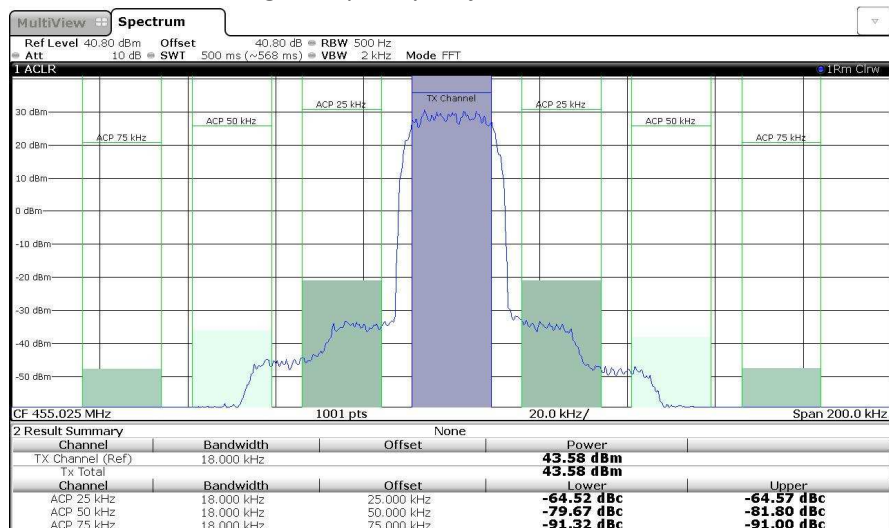 MultiView Spectrum
Ref Level 40.80 dBm Offset 40.80 dB RBW 500 Hz
Att 10 dB SWT 500 ms (~568 ms) VBW 2 kHz Mode FFT
1 ACLR 1Rm Clrw
TX Channel
ACP 25 kHz ACP 25 kHz
30 dBm
ACP 50 kHz ACP 50 kHz
ACP 75 kHz ACP 75 kHz
20 dBm
10 dBm
0 dBm
-10 dBm
-20 dBm
-30 dBm
-40 dBm
-50 dBm
CF 455.025 MHz 1001 pts 20.0 kHz/ Span 200.0 kHz
2 Result Summary None
Channel Bandwidth Offset Power
TX Channel (Ref) 18.000 kHz 43.58 dBm
Tx Total 43.58 dBm
Channel Bandwidth Offset Lower Upper
ACP 25 kHz 18.000 kHz 25.000 kHz -64.52 dBc -64.57 dBc
ACP 50 kHz 18.000 kHz 50.000 kHz -79.67 dBc -81.80 dBc
ACP 75 kHz 18.000 kHz 75.000 kHz -91.32 dBc -91.00 dBc